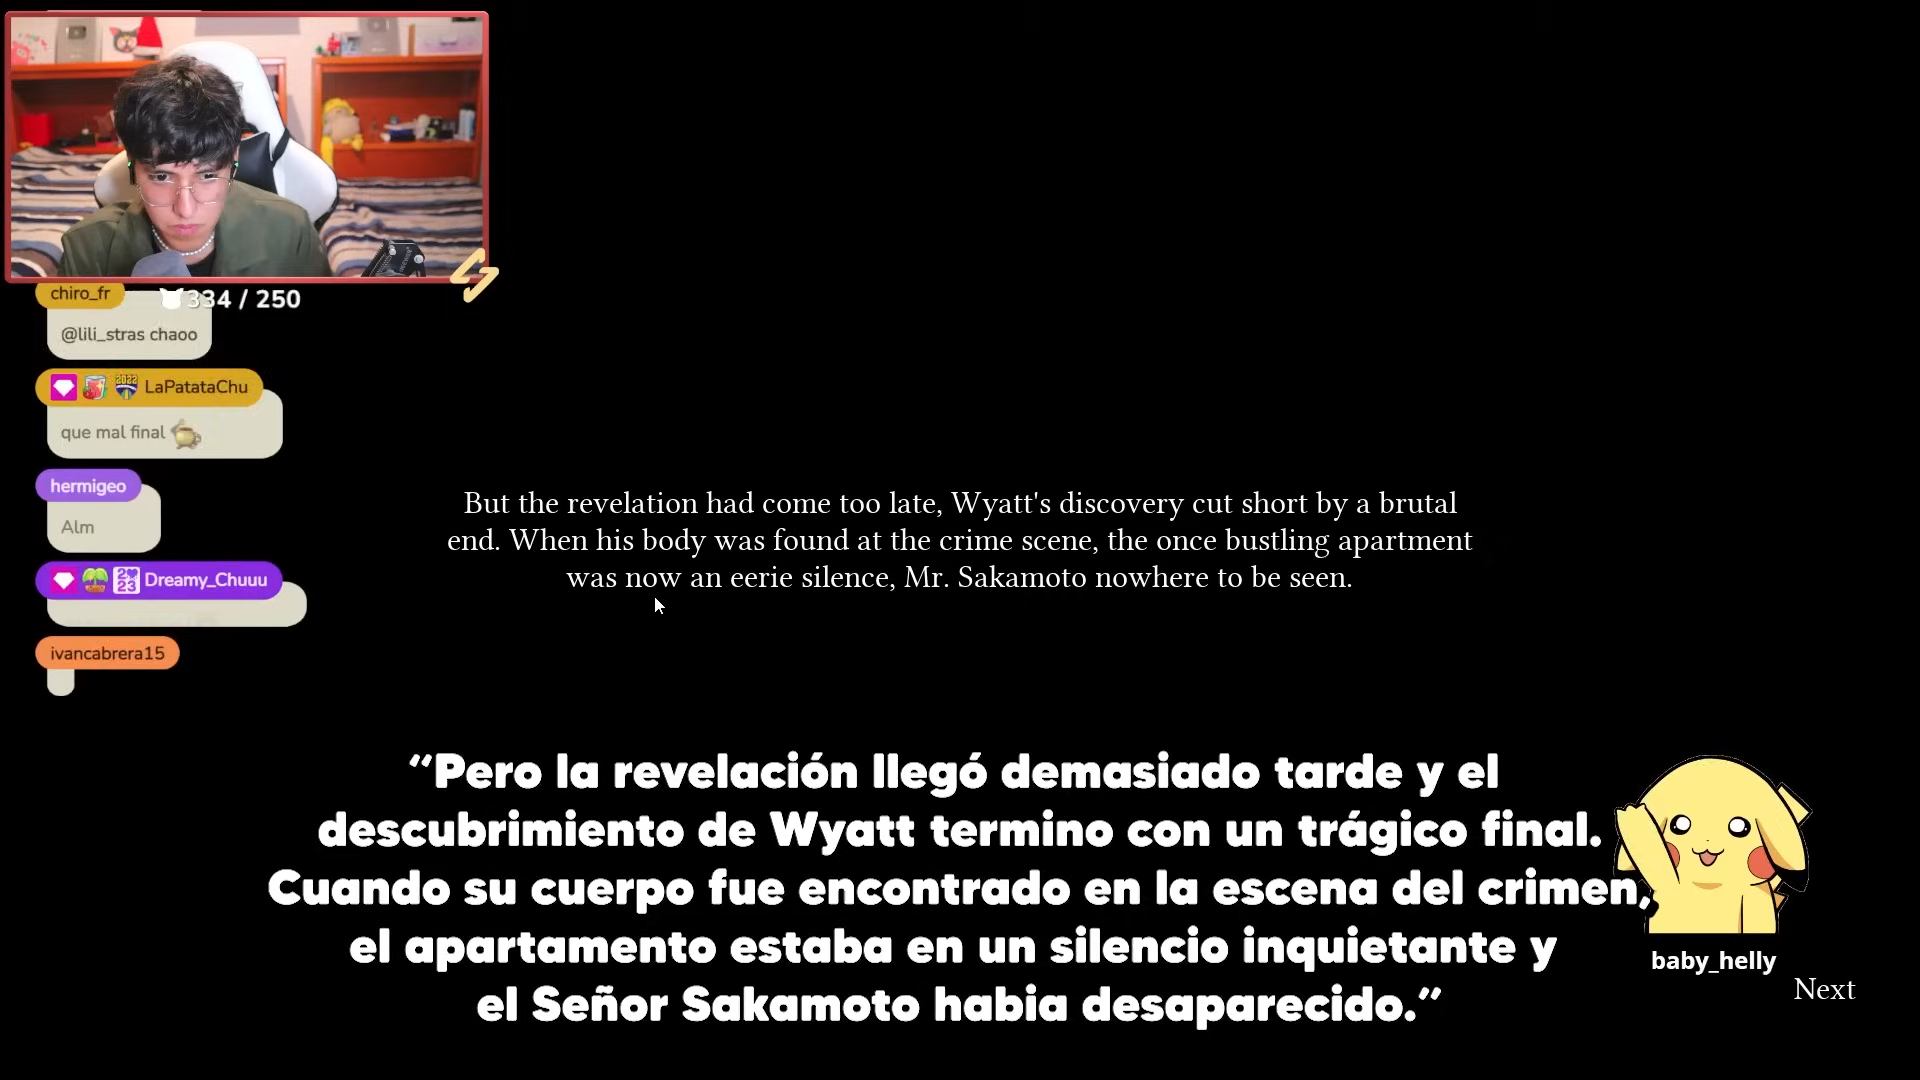 chiro_fr
334 / 250
@lili_stras chaoo
LaPatataChu
que mal final
hermigeo
Alm
Dreamy_Chuuu
ivancabrera15
But the revelation had come too late, Wyatt's discovery cut short by a brutal
end. When his body was found at the crime scene, the once bustling apartment
was now an eerie silence, Mr. Sakamoto nowhere to be seen.
“Pero la revelación llegó demasiado tarde y el
descubrimiento de Wyatt termino con un trágico final.
Cuando su cuerpo fue encontrado en la escena del crimen,
el apartamento estaba en un silencio inquietante y
el Señor Sakamoto habia desaparecido.”
baby_helly
Next